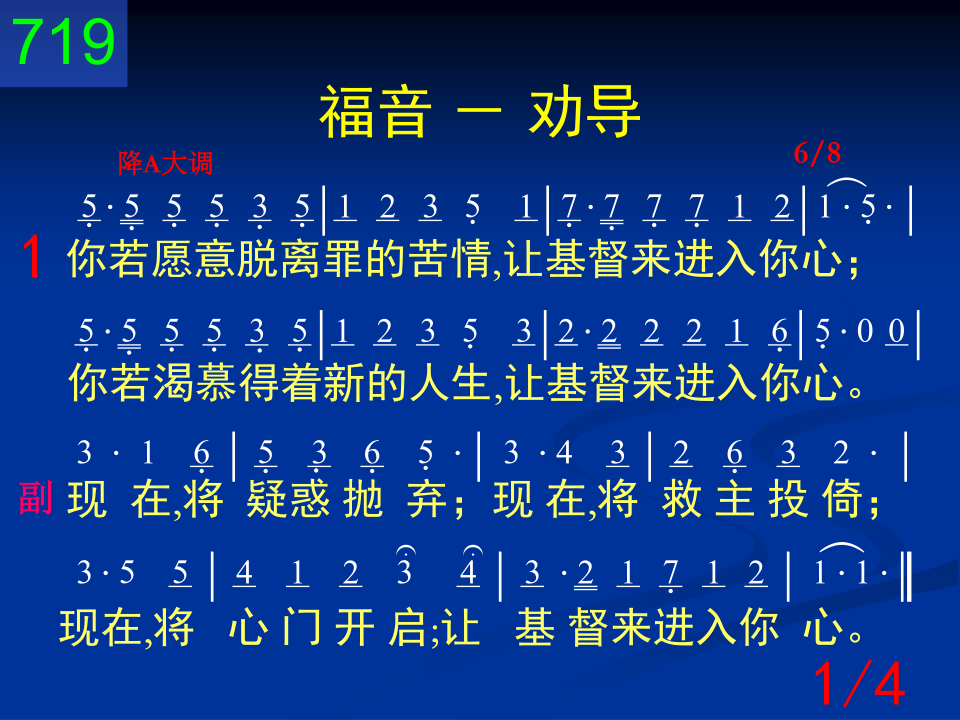 719
福音 － 劝导
降A大调 6/8
5·5 5 5 3 5|1 2 3 5 1|7·7 7 7 1 2|1·5·|
1 你若愿意脱离罪的苦情,让基督来进入你心；
5·5 5 5 3 5|1 2 3 5 3|2·2 2 2 1 6|5·0 0|
你若渴慕得着新的人生,让基督来进入你心。
3·1 6|5 3 6 5·|3·4 3|2 6 3 2·|
副 现 在,将 疑惑 抛 弃；现 在,将 救 主 投 倚；
3·5 5|4 1 2 3 4|3·2 1 7 1 2|1·1·‖
现在,将 心 门 开 启;让 基 督来进入你 心。
1/4